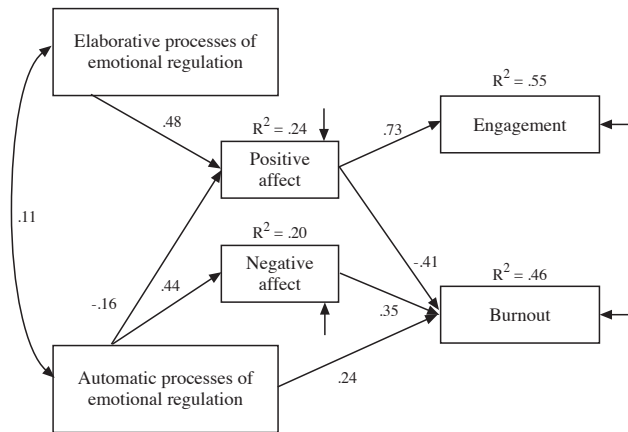 Elaborative processes of
emotional regulation
R² = .55
.48
R² = .24
.73
Engagement
Positive
affect
.11
R² = .20
-.41
R² = .46
Negative
affect
-.16
.44
.35
Burnout
Automatic processes of
emotional regulation
.24